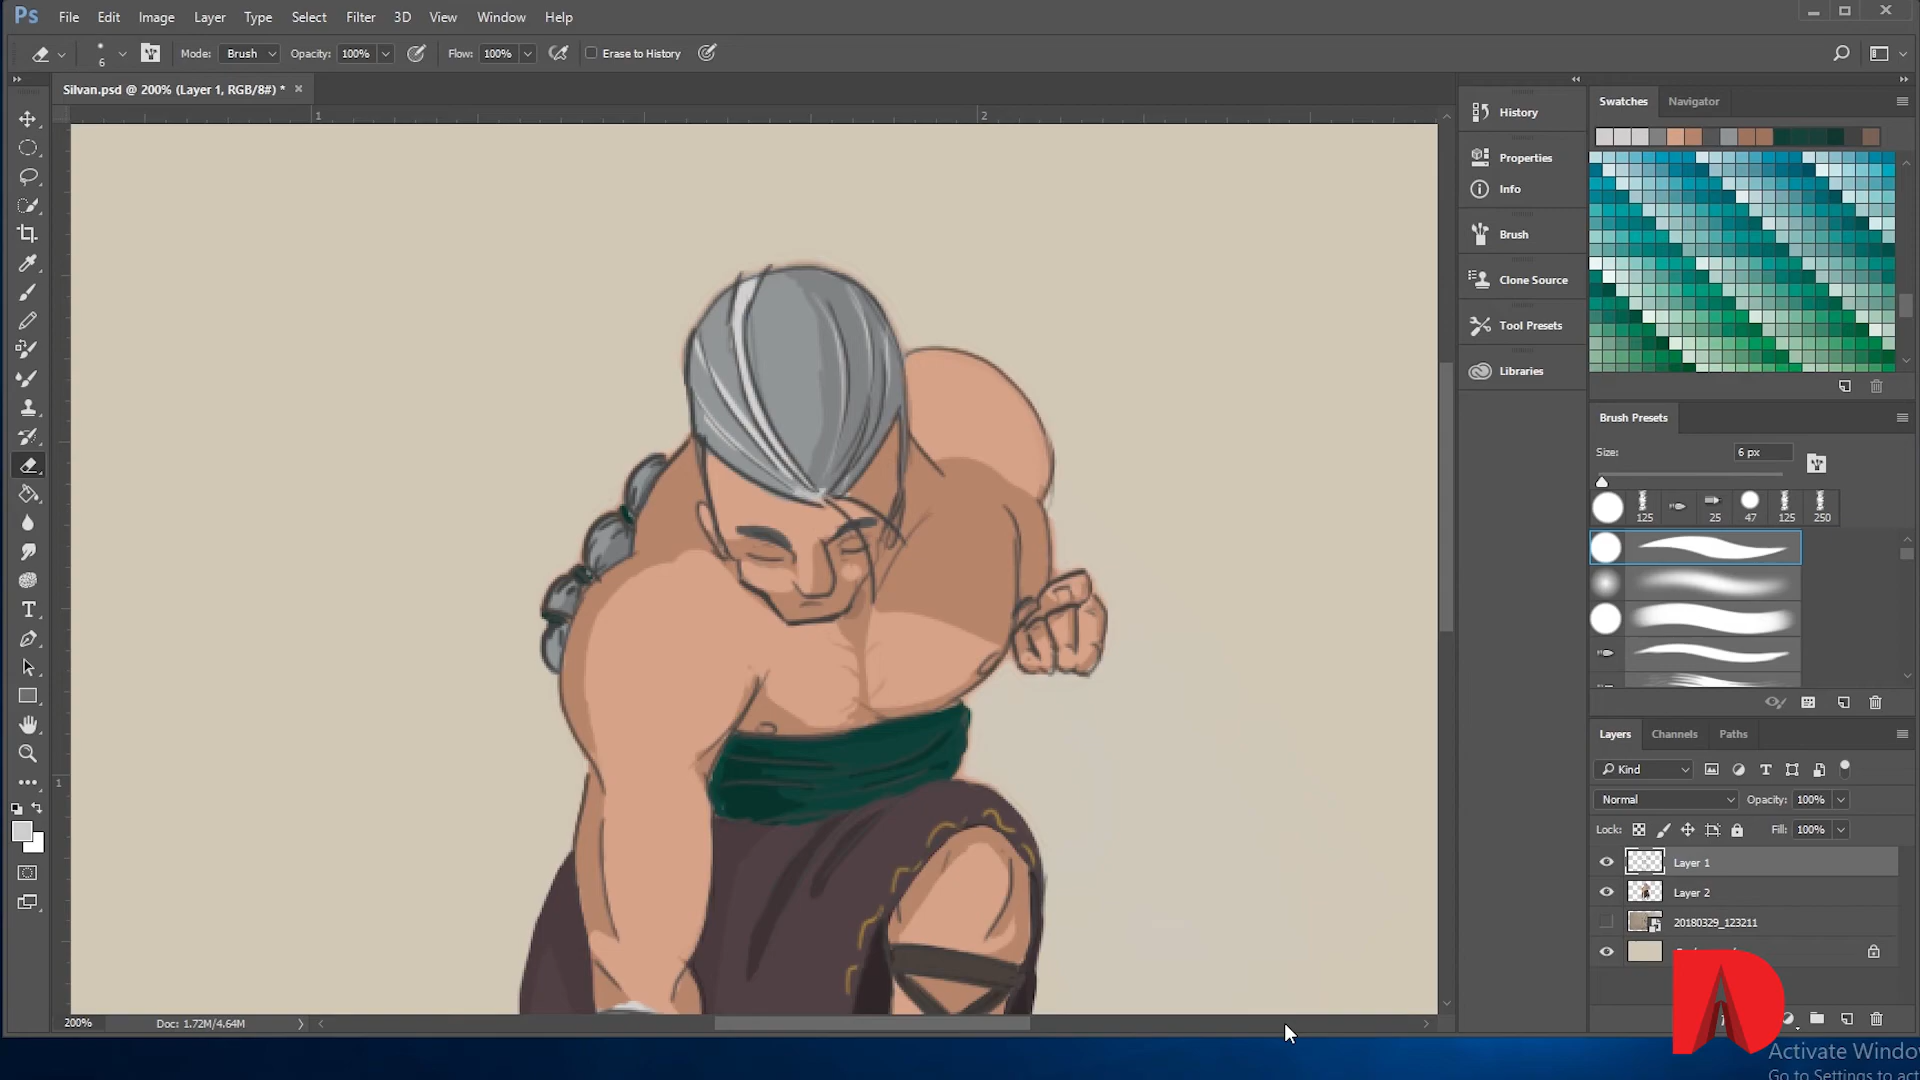 Ps File Edit Image Layer Type Select Filter 3D View Window Help
6 Mode: Brush Opacity: 100% Flow: 100% Erase to History
Silvan.psd @ 200% (Layer 1, RGB/8#) *
1 2
1
History
Properties
Info
Brush
Clone Source
Tool Presets
Libraries
Swatches Navigator
Brush Presets
Size: 6 px
125 25 47 125 250
Layers Channels Paths
Kind
Normal Opacity: 100%
Lock: Fill: 100%
Layer 1
Layer 2
20180329_123211
200% Doc: 1.72M/4.64M
Activate Windo
Go to Settings to act